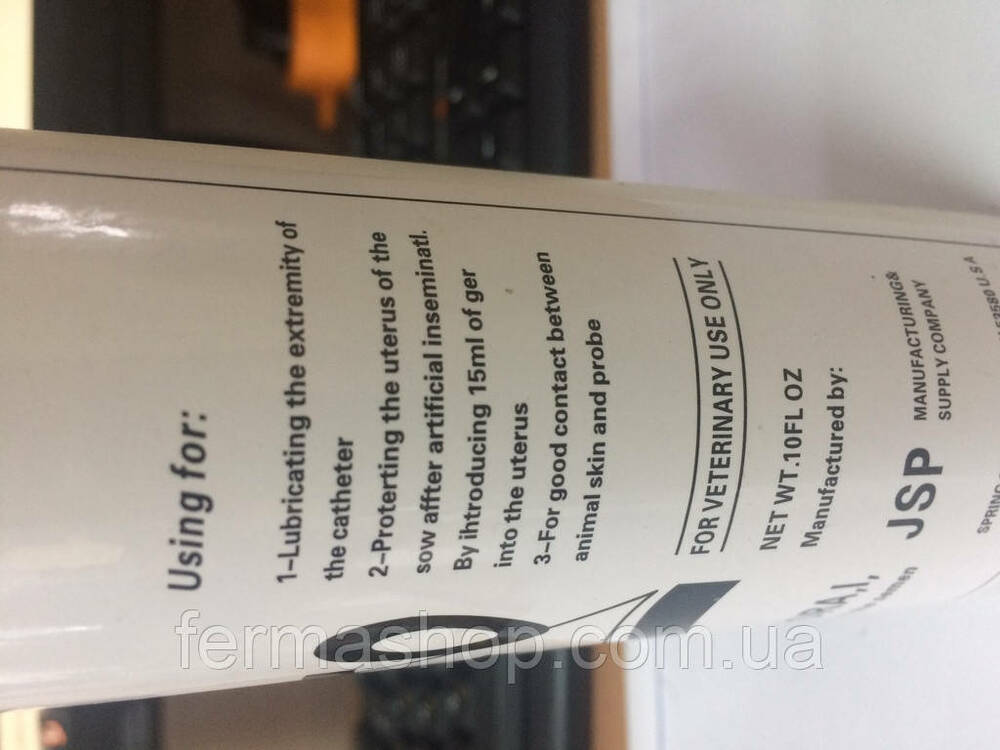 Using for:
1-Lubricating the extremity of
the catheter
2-Proterting the uterus of the
sow affter artificial inseminatl.
By ihtroducing 15ml of ger
into the uterus
3-For good contact between
animal skin and probe
FOR VETERINARY USE ONLY
NET WT.10FL OZ
Manufactured by:
JSP MANUFACTURING&
SUPPLY COMPANY
SPRING
U.S.A
semen
fermashop.com.ua